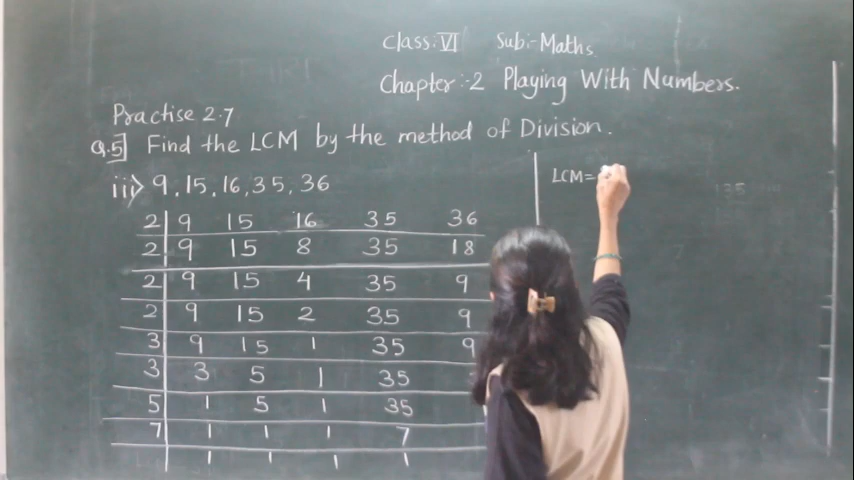 Class:VI Sub:-Maths
Chapter:-2 Playing With Numbers.
Practise 2.7
Q.5] Find the LCM by the method of Division.
iii> 9, 15, 16, 35, 36
LCM=
2 9 15 16 35 36
2 9 15 8 35 18
2 9 15 4 35 9
2 9 15 2 35 9
3 9 15 1 35 9
3 3 5 1 35
5 1 5 1 35
7 1 1 1 7
1 1 1 1